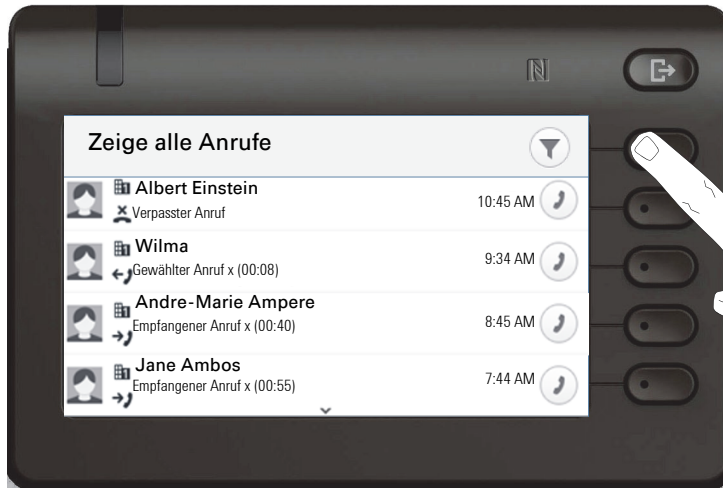 Zeige alle Anrufe
Albert Einstein
10:45 AM
Verpasster Anruf
Wilma
9:34 AM
Gewählter Anruf x (00:08)
Andre-Marie Ampere
8:45 AM
Empfangener Anruf x (00:40)
Jane Ambos
7:44 AM
Empfangener Anruf x (00:55)